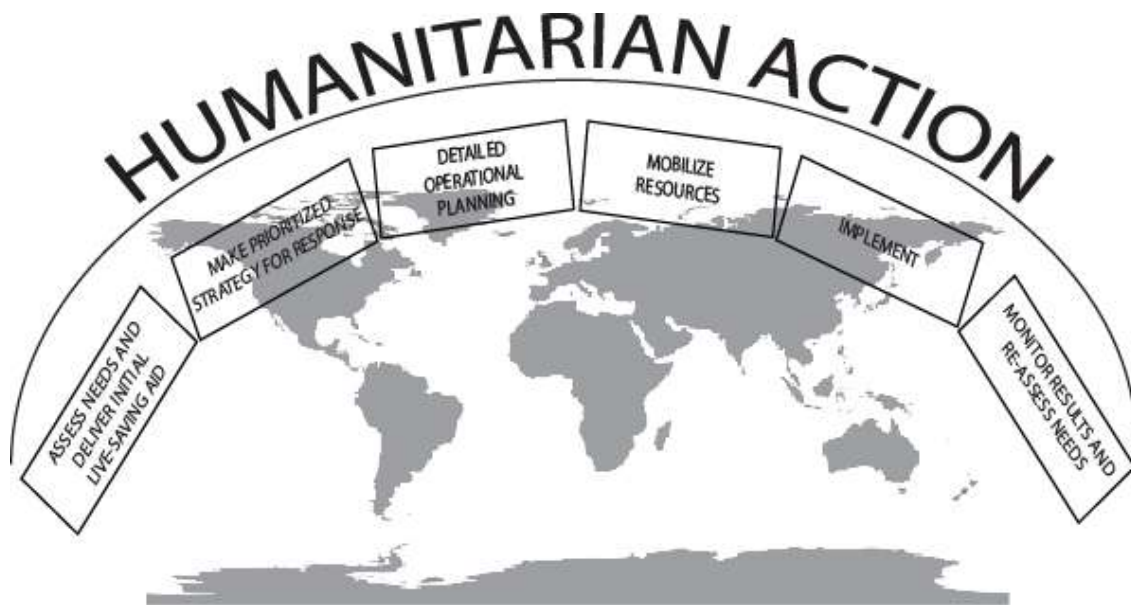 HUMANITARIAN ACTION
ASSESS NEEDS AND
DELIVER INITIAL
LIVE-SAVING AID
MAKE PRIORITIZED
STRATEGY FOR RESPONSE
DETAILED
OPERATIONAL
PLANNING
MOBILIZE
RESOURCES
IMPLEMENT
MONITOR RESULTS AND
RE-ASSESS NEEDS